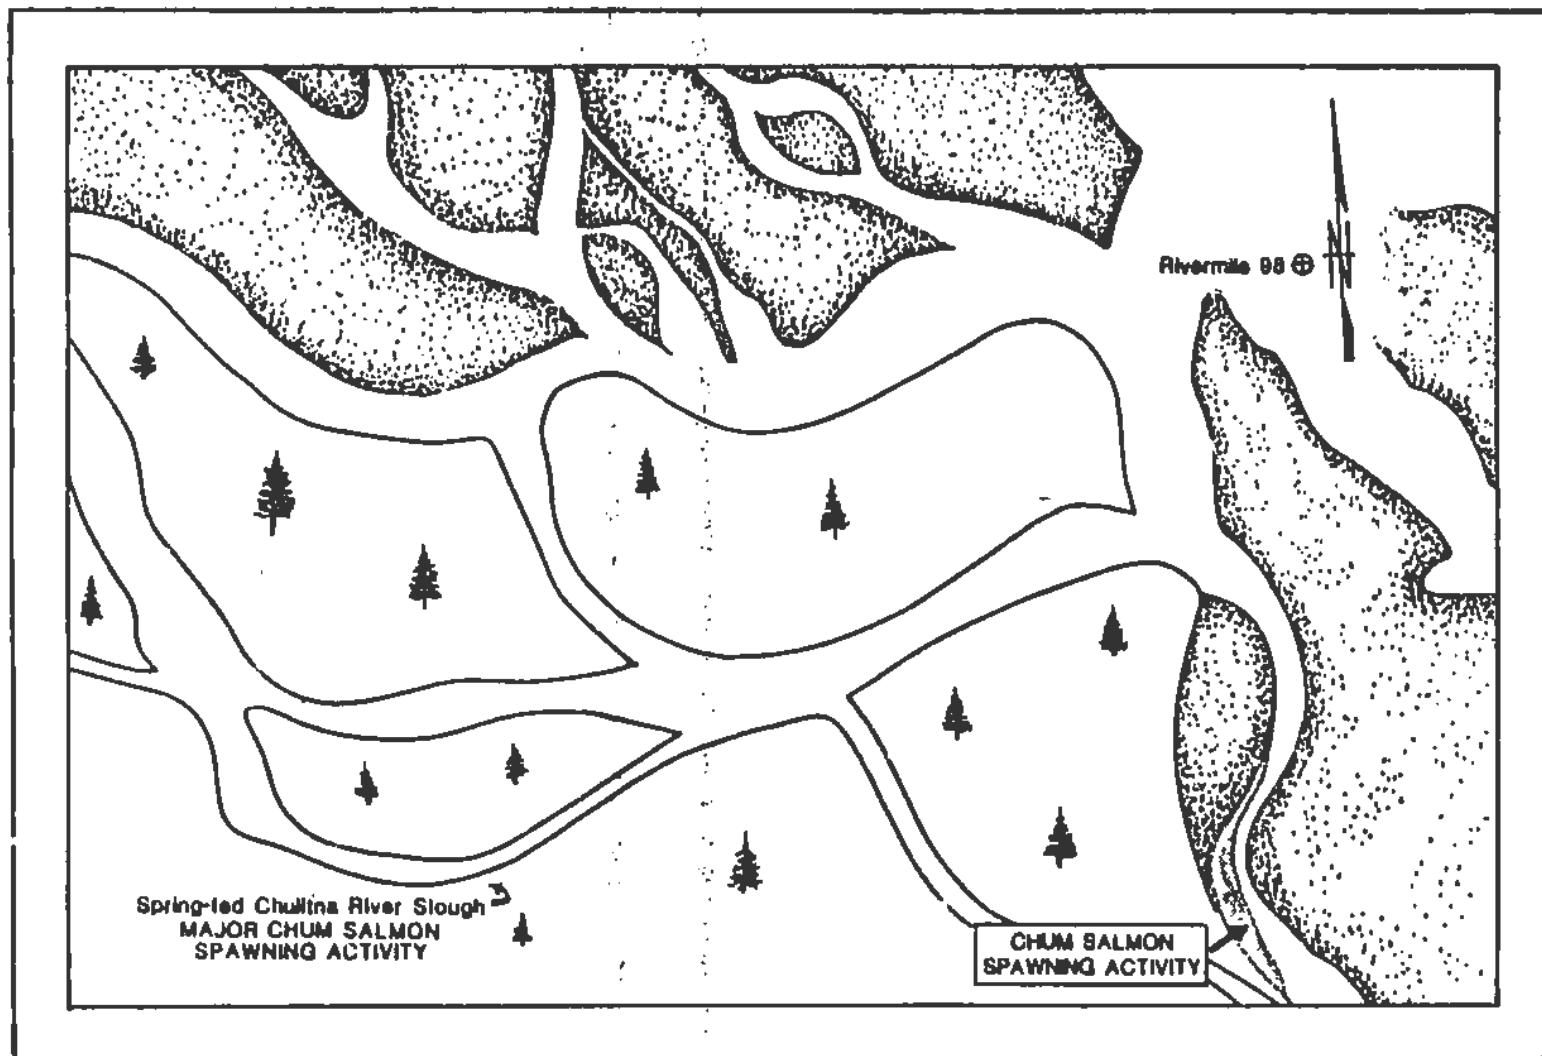 Rivermile 98
Spring-fed Chulitna River Slough
MAJOR CHUM SALMON
SPAWNING ACTIVITY
CHUM SALMON
SPAWNING ACTIVITY